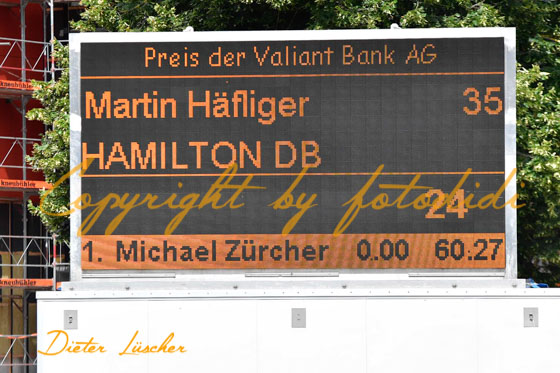 Preis der Valiant Bank AG
Martin Häfliger 35
HAMILTON DB
Copyright by fotohidi
24
1. Michael Zürcher 0.00 60.27
Dieter Lüscher